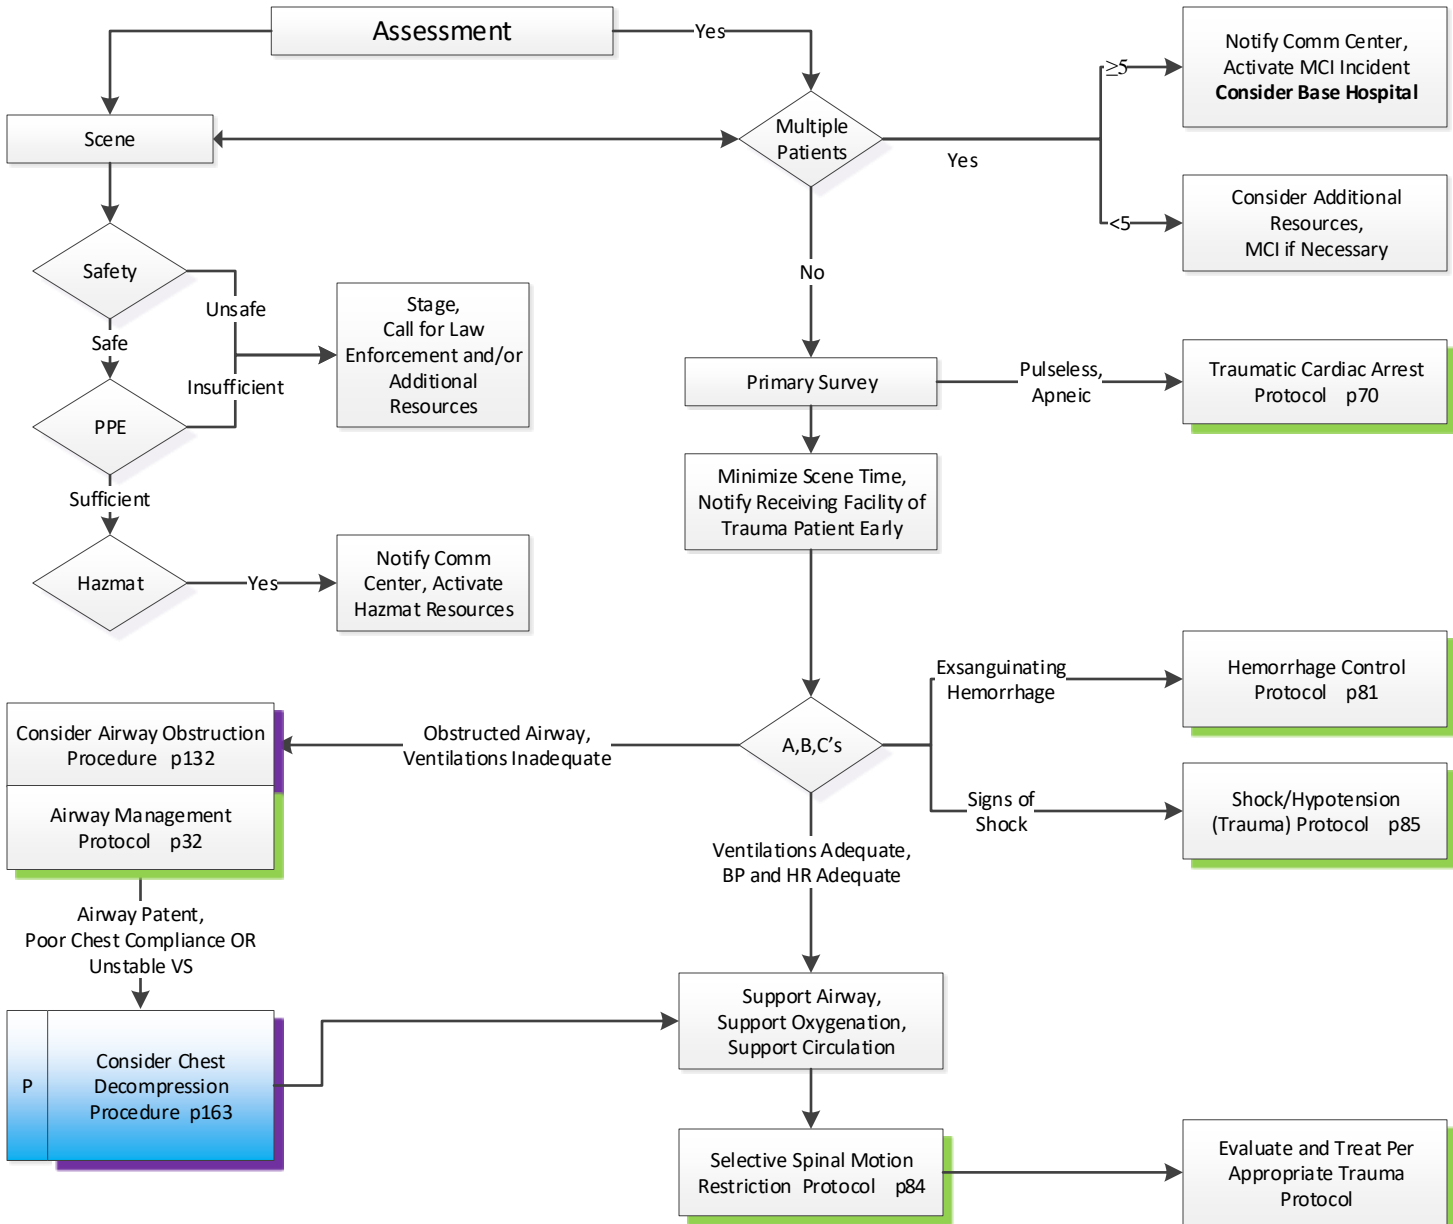 Assessment
Yes
Scene
Multiple
Patients
Yes
≥5
Notify Comm Center,
Activate MCI Incident
Consider Base Hospital
<5
Consider Additional
Resources,
MCI if Necessary
Safety
Unsafe
Safe
Stage,
Call for Law
Enforcement and/or
Additional
Resources
Insufficient
PPE
Sufficient
Hazmat
Yes
Notify Comm
Center, Activate
Hazmat Resources
No
Primary Survey
Pulseless,
Apneic
Traumatic Cardiac Arrest
Protocol p70
Minimize Scene Time,
Notify Receiving Facility of
Trauma Patient Early
A,B,C's
Exsanguinating
Hemorrhage
Hemorrhage Control
Protocol p81
Signs of
Shock
Shock/Hypotension
(Trauma) Protocol p85
Obstructed Airway,
Ventilations Inadequate
Consider Airway Obstruction
Procedure p132
Airway Management
Protocol p32
Airway Patent,
Poor Chest Compliance OR
Unstable VS
P
Consider Chest
Decompression
Procedure p163
Ventilations Adequate,
BP and HR Adequate
Support Airway,
Support Oxygenation,
Support Circulation
Selective Spinal Motion
Restriction Protocol p84
Evaluate and Treat Per
Appropriate Trauma
Protocol